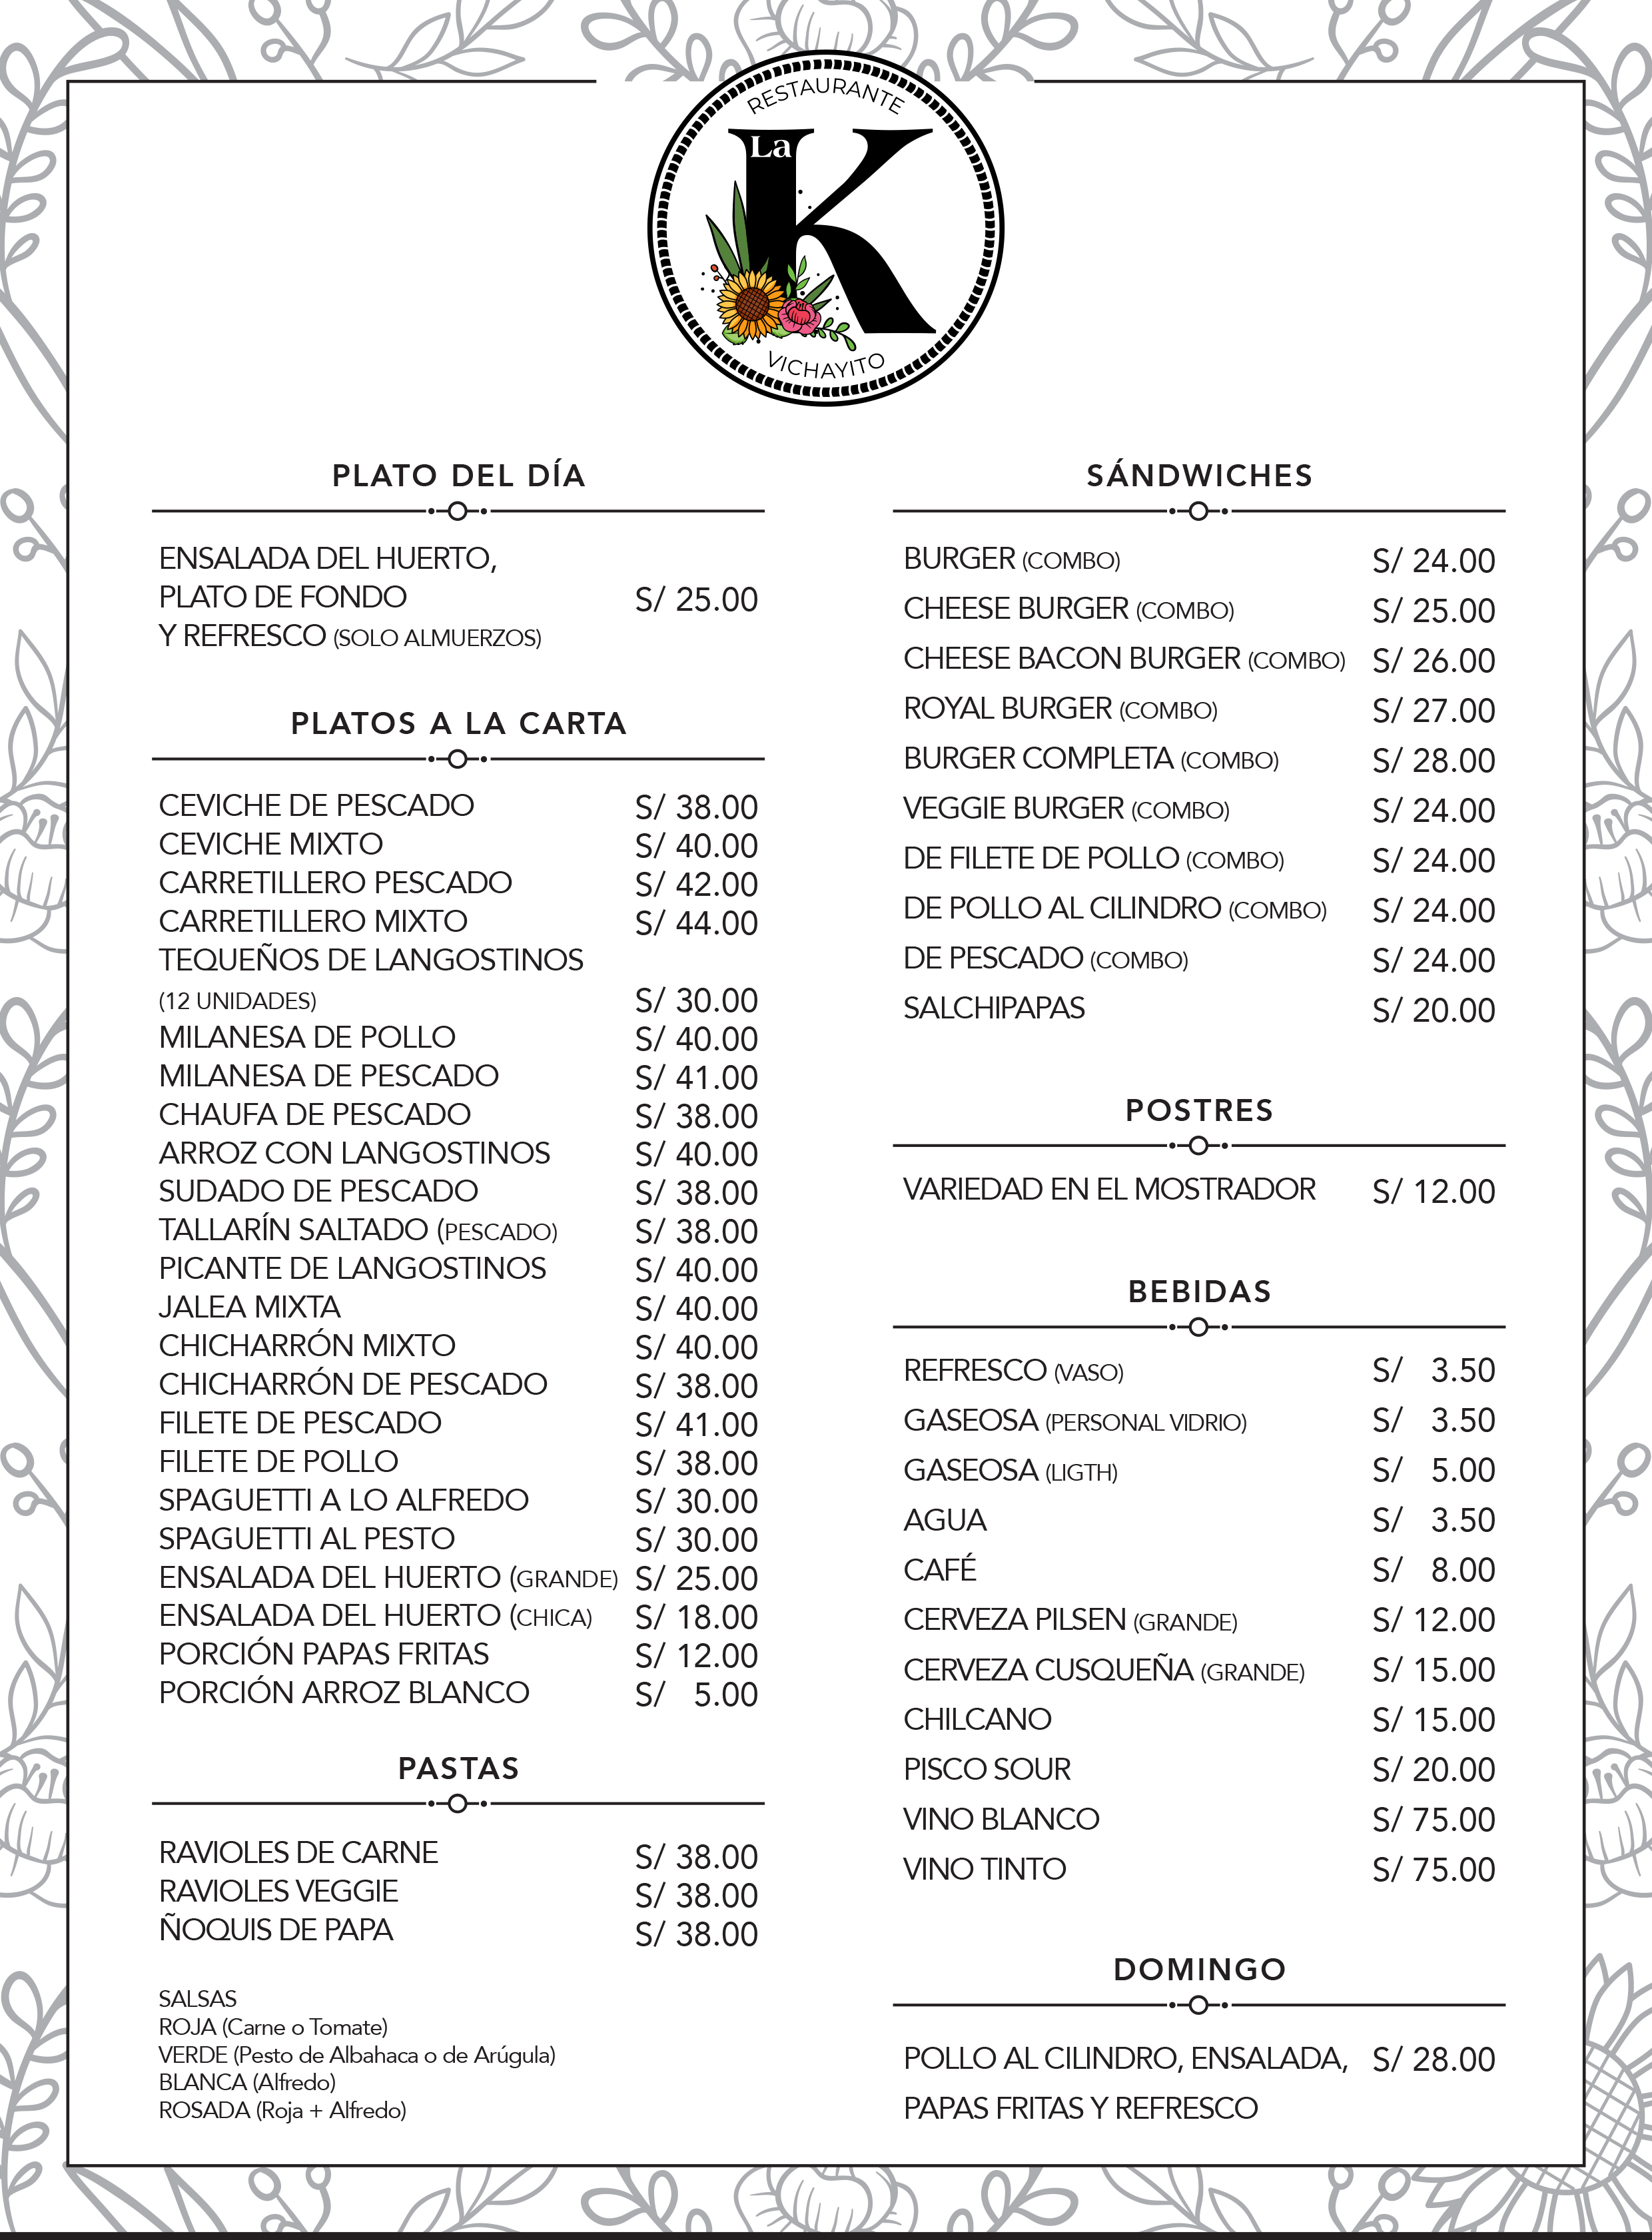 RESTAURANTE
La
K
VICHAYITO
PLATO DEL DÍA
ENSALADA DEL HUERTO,
PLATO DE FONDO S/ 25.00
Y REFRESCO (SOLO ALMUERZOS)
PLATOS A LA CARTA
CEVICHE DE PESCADO S/ 38.00
CEVICHE MIXTO S/ 40.00
CARRETILLERO PESCADO S/ 42.00
CARRETILLERO MIXTO S/ 44.00
TEQUEÑOS DE LANGOSTINOS
(12 UNIDADES) S/ 30.00
MILANESA DE POLLO S/ 40.00
MILANESA DE PESCADO S/ 41.00
CHAUFA DE PESCADO S/ 38.00
ARROZ CON LANGOSTINOS S/ 40.00
SUDADO DE PESCADO S/ 38.00
TALLARÍN SALTADO (PESCADO) S/ 38.00
PICANTE DE LANGOSTINOS S/ 40.00
JALEA MIXTA S/ 40.00
CHICHARRÓN MIXTO S/ 40.00
CHICHARRÓN DE PESCADO S/ 38.00
FILETE DE PESCADO S/ 41.00
FILETE DE POLLO S/ 38.00
SPAGUETTI A LO ALFREDO S/ 30.00
SPAGUETTI AL PESTO S/ 30.00
ENSALADA DEL HUERTO (GRANDE) S/ 25.00
ENSALADA DEL HUERTO (CHICA) S/ 18.00
PORCIÓN PAPAS FRITAS S/ 12.00
PORCIÓN ARROZ BLANCO S/ 5.00
PASTAS
RAVIOLES DE CARNE S/ 38.00
RAVIOLES VEGGIE S/ 38.00
ÑOQUIS DE PAPA S/ 38.00
SALSAS
ROJA (Carne o Tomate)
VERDE (Pesto de Albahaca o de Arúgula)
BLANCA (Alfredo)
ROSADA (Roja + Alfredo)
SÁNDWICHES
BURGER (COMBO) S/ 24.00
CHEESE BURGER (COMBO) S/ 25.00
CHEESE BACON BURGER (COMBO) S/ 26.00
ROYAL BURGER (COMBO) S/ 27.00
BURGER COMPLETA (COMBO) S/ 28.00
VEGGIE BURGER (COMBO) S/ 24.00
DE FILETE DE POLLO (COMBO) S/ 24.00
DE POLLO AL CILINDRO (COMBO) S/ 24.00
DE PESCADO (COMBO) S/ 24.00
SALCHIPAPAS S/ 20.00
POSTRES
VARIEDAD EN EL MOSTRADOR S/ 12.00
BEBIDAS
REFRESCO (VASO) S/ 3.50
GASEOSA (PERSONAL VIDRIO) S/ 3.50
GASEOSA (LIGTH) S/ 5.00
AGUA S/ 3.50
CAFÉ S/ 8.00
CERVEZA PILSEN (GRANDE) S/ 12.00
CERVEZA CUSQUEÑA (GRANDE) S/ 15.00
CHILCANO S/ 15.00
PISCO SOUR S/ 20.00
VINO BLANCO S/ 75.00
VINO TINTO S/ 75.00
DOMINGO
POLLO AL CILINDRO, ENSALADA, S/ 28.00
PAPAS FRITAS Y REFRESCO